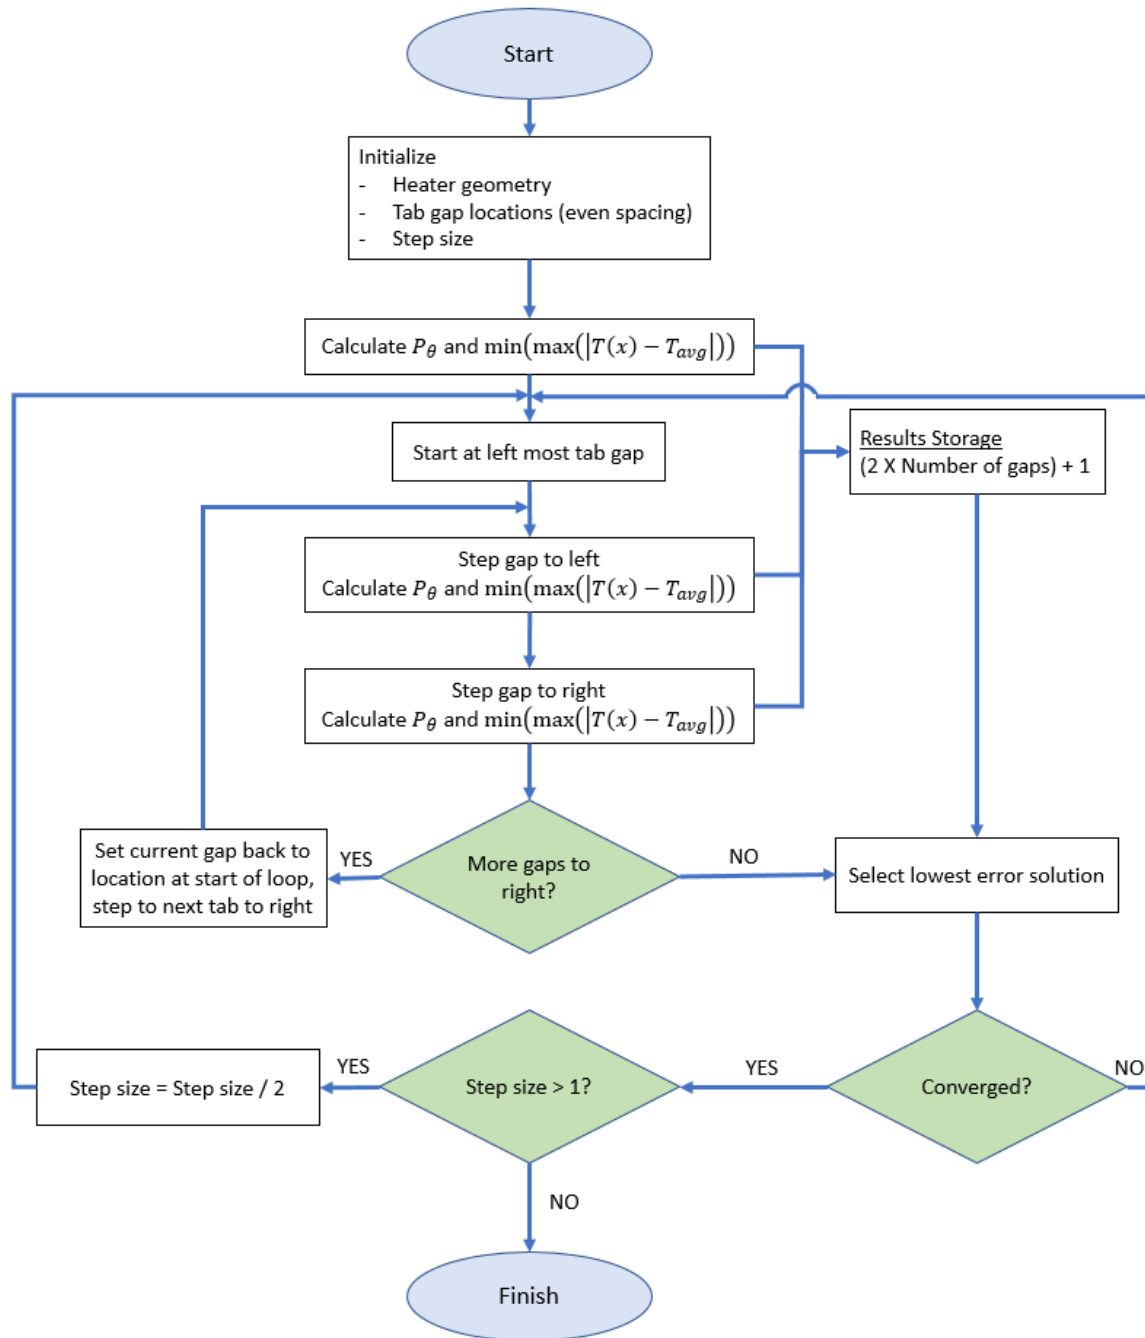 Start
Initialize
- Heater geometry
- Tab gap locations (even spacing)
- Step size
Calculate P_θ and min(max(|T(x) − T_avg|))
Start at left most tab gap
Results Storage
(2 X Number of gaps) + 1
Step gap to left
Calculate P_θ and min(max(|T(x) − T_avg|))
Step gap to right
Calculate P_θ and min(max(|T(x) − T_avg|))
Set current gap back to
location at start of loop,
step to next tab to right
YES
More gaps to
right?
NO
Select lowest error solution
Step size = Step size / 2
YES
Step size > 1?
YES
Converged?
NO
NO
Finish